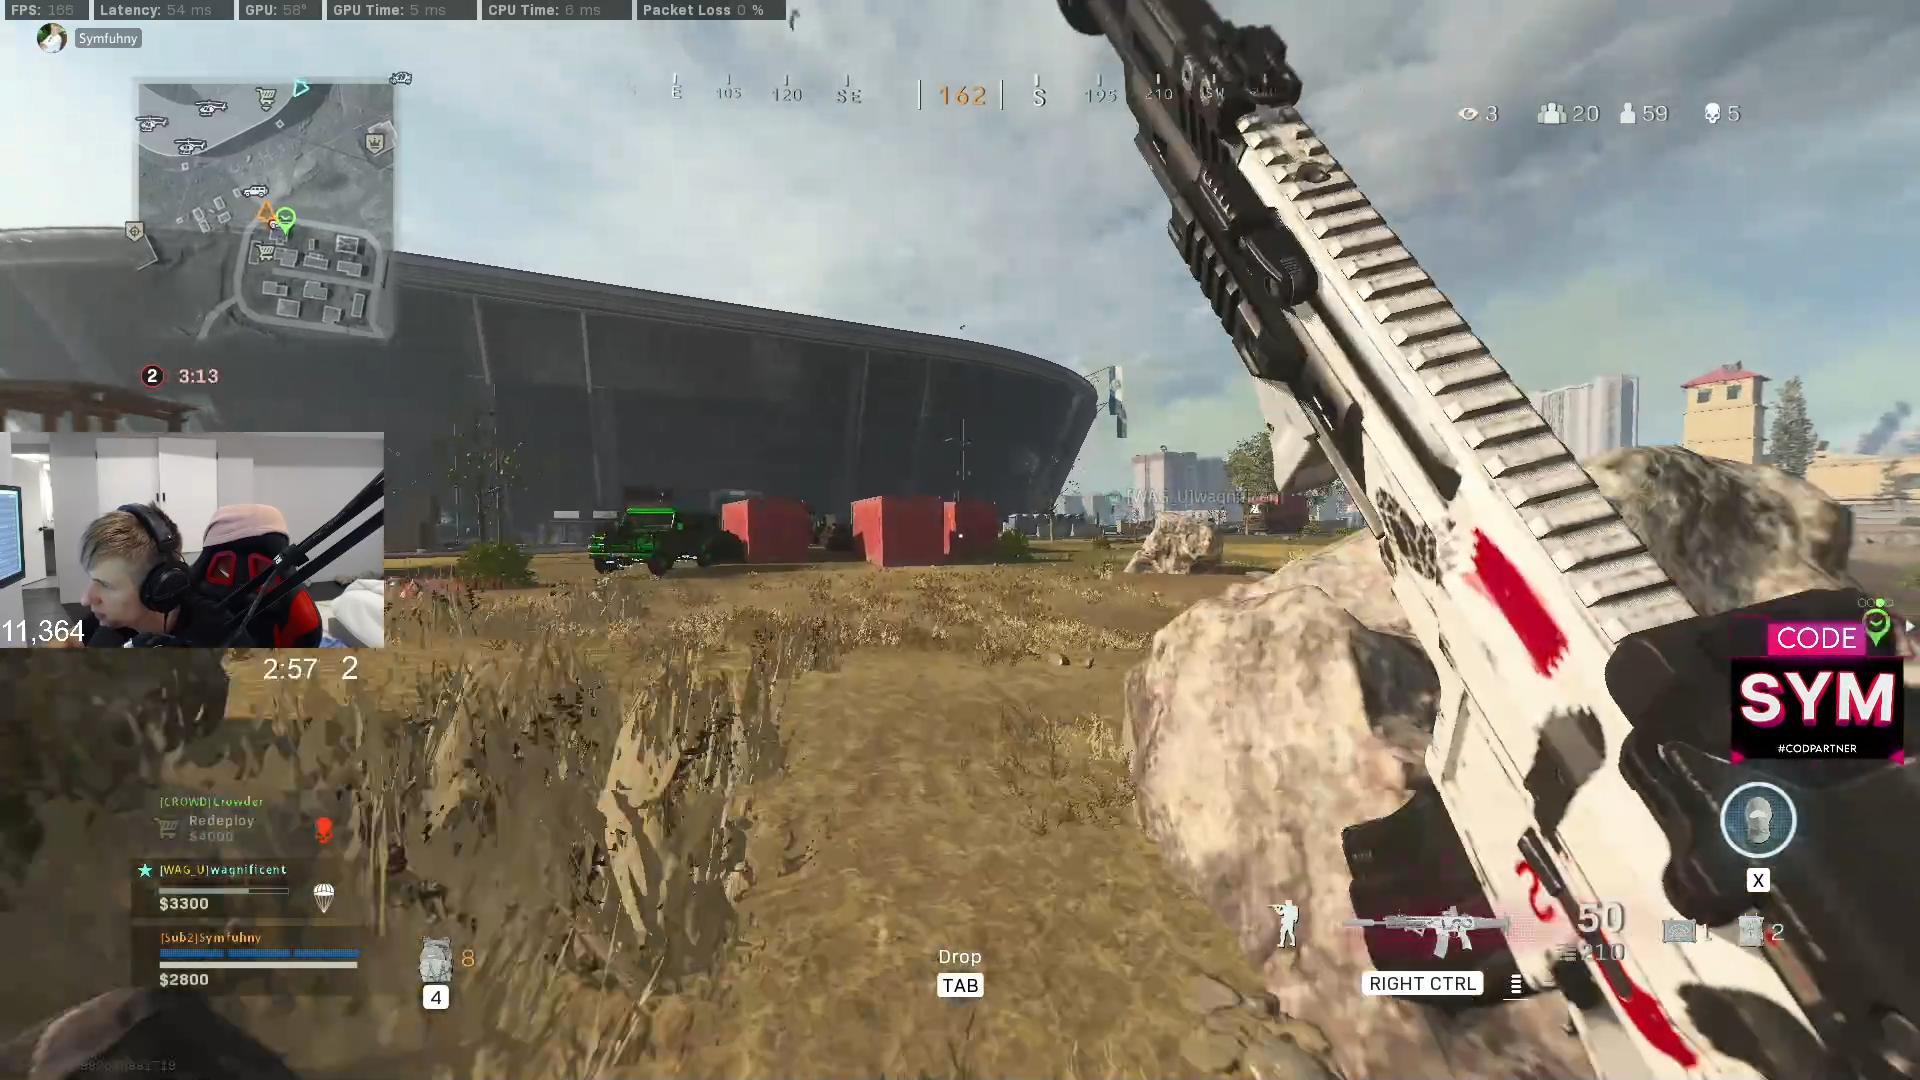 FPS: 166 Latency: 54 ms GPU: 58° GPU Time: 5 ms CPU Time: 6 ms Packet Loss 0 %
Symfuhny
E 105 120 SE 162 S 195 210 SW
3 20 59 5
2 3:13
[WAG_U]wagnificent
11,364
2:57 2
CODE
SYM
#CODPARTNER
[CROWD]Crowder
Redeploy
$4000
[WAG_U]wagnificent
$3300
[Sub2]Symfuhny
$2800
8
4
Drop
TAB
X
50
210
1
2
RIGHT CTRL